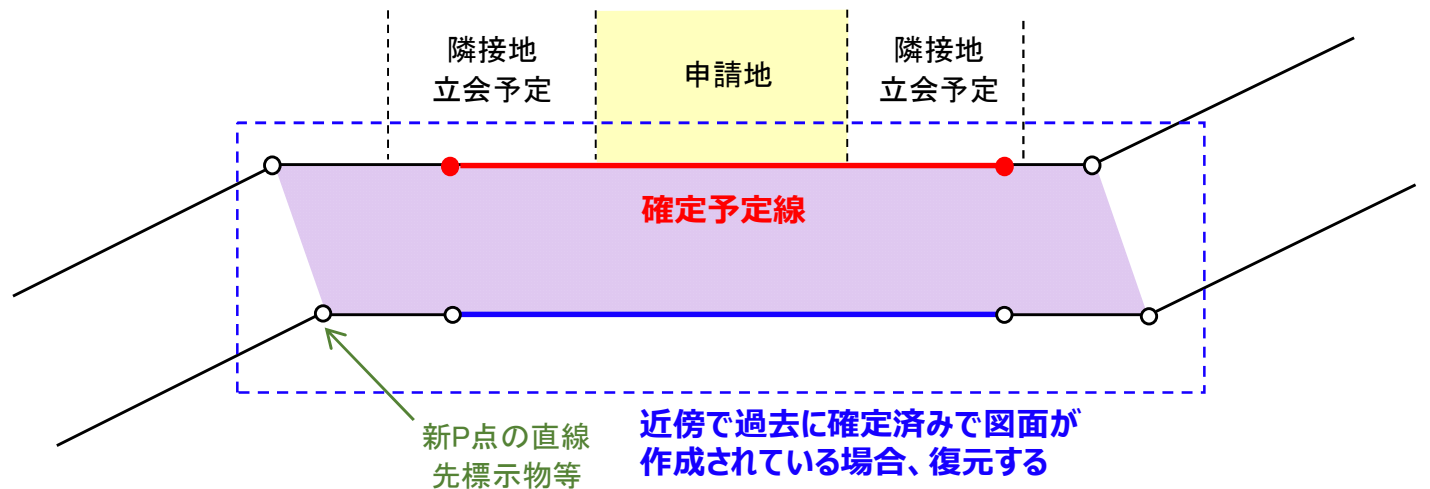 隣接地
立会予定
申請地
隣接地
立会予定
確定予定線
新P点の直線
先標示物等
近傍で過去に確定済みで図面が
作成されている場合、復元する